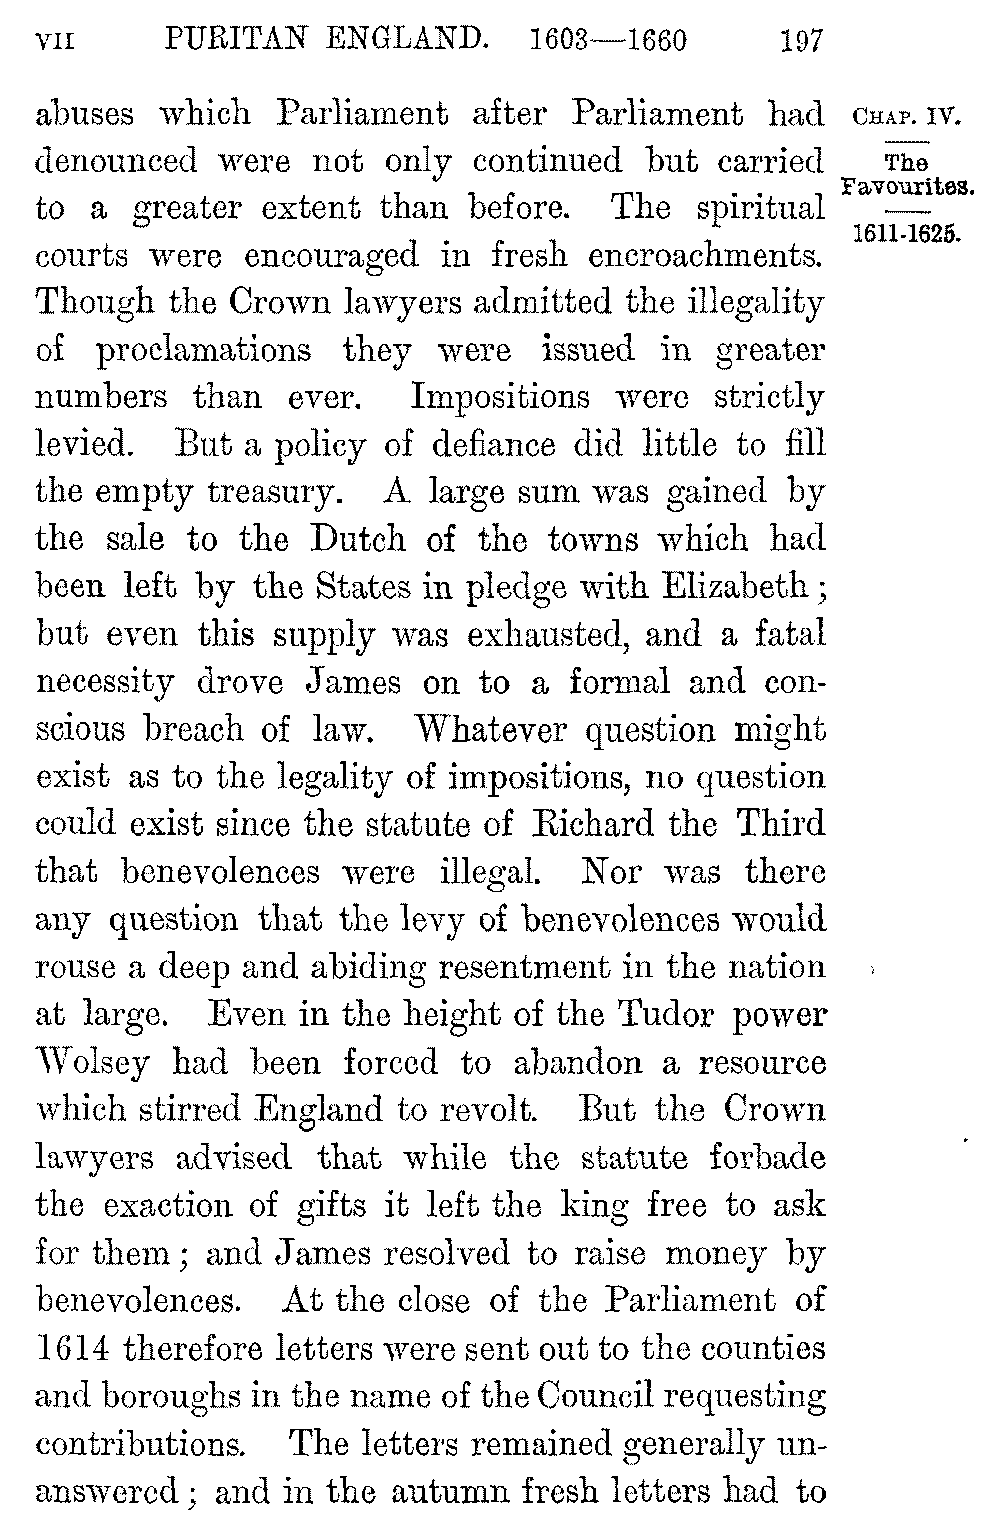 VII PURITAN ENGLAND. 1603—1660 197
abuses which Parliament after Parliament had
denounced were not only continued but carried
to a greater extent than before. The spiritual
courts were encouraged in fresh encroachments.
Though the Crown lawyers admitted the illegality
of proclamations they were issued in greater
numbers than ever. Impositions were strictly
levied. But a policy of defiance did little to fill
the empty treasury. A large sum was gained by
the sale to the Dutch of the towns which had
been left by the States in pledge with Elizabeth;
but even this supply was exhausted, and a fatal
necessity drove James on to a formal and con-
scious breach of law. Whatever question might
exist as to the legality of impositions, no question
could exist since the statute of Richard the Third
that benevolences were illegal. Nor was there
any question that the levy of benevolences would
rouse a deep and abiding resentment in the nation
at large. Even in the height of the Tudor power
Wolsey had been forced to abandon a resource
which stirred England to revolt. But the Crown
lawyers advised that while the statute forbade
the exaction of gifts it left the king free to ask
for them; and James resolved to raise money by
benevolences. At the close of the Parliament of
1614 therefore letters were sent out to the counties
and boroughs in the name of the Council requesting
contributions. The letters remained generally un-
answered; and in the autumn fresh letters had to
CHAP. IV.
The
Favourites.
1611-1625.